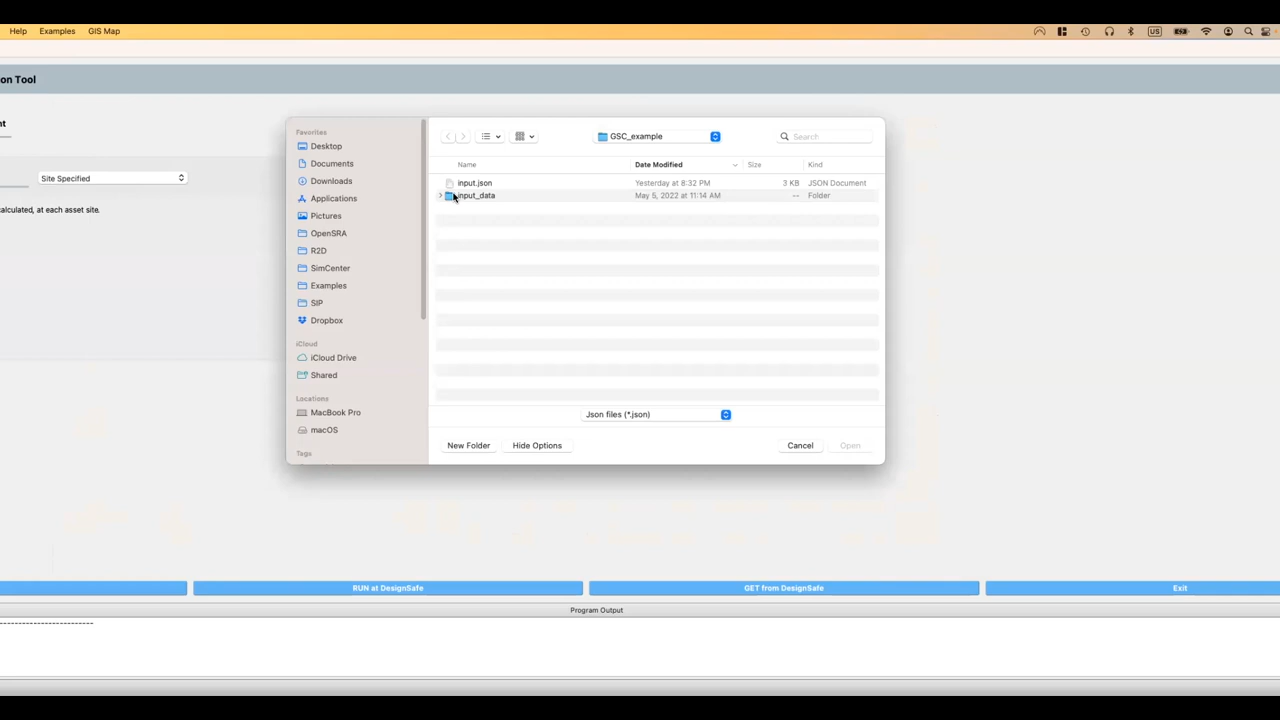 Help Examples GIS Map US
on Tool
nt
Site Specified
calculated, at each asset site.
Favorites
Desktop
Documents
Downloads
Applications
Pictures
OpenSRA
R2D
SimCenter
Examples
SIP
Dropbox
iCloud
iCloud Drive
Shared
Locations
MacBook Pro
macOS
Tags
GSC_example
Search
Name Date Modified Size Kind
input.json Yesterday at 8:32 PM 3 KB JSON Document
input_data May 5, 2022 at 11:14 AM -- Folder
Json files (*.json)
New Folder Hide Options Cancel Open
RUN at DesignSafe GET from DesignSafe Exit
Program Output
-------------------------